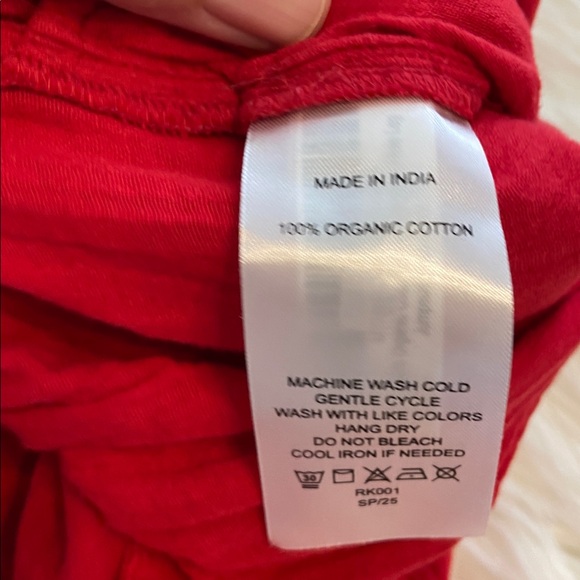 MADE IN INDIA
100% ORGANIC COTTON
MACHINE WASH COLD
GENTLE CYCLE
WASH WITH LIKE COLORS
HANG DRY
DO NOT BLEACH
COOL IRON IF NEEDED
30
RK001
SP/25